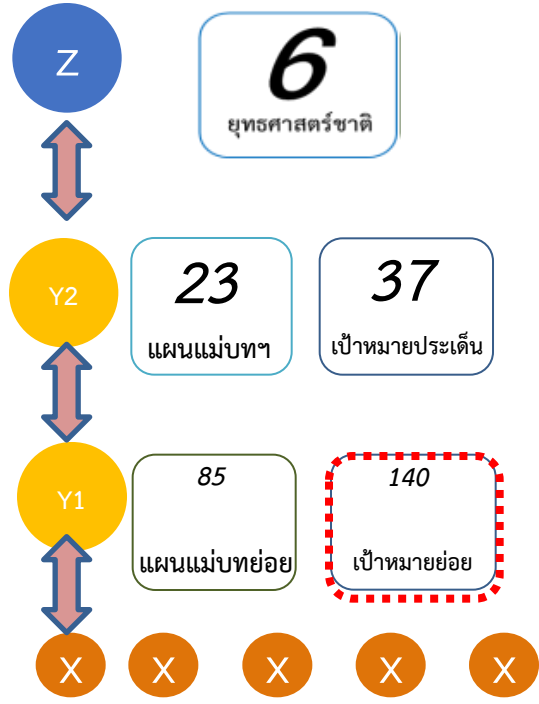 Z
6
ยุทธศาสตร์ชาติ
Y2
23
37
แผนแม่บทฯ
เป้าหมายประเด็น
Y1
85
140
แผนแม่บทย่อย
เป้าหมายย่อย
X X X X X